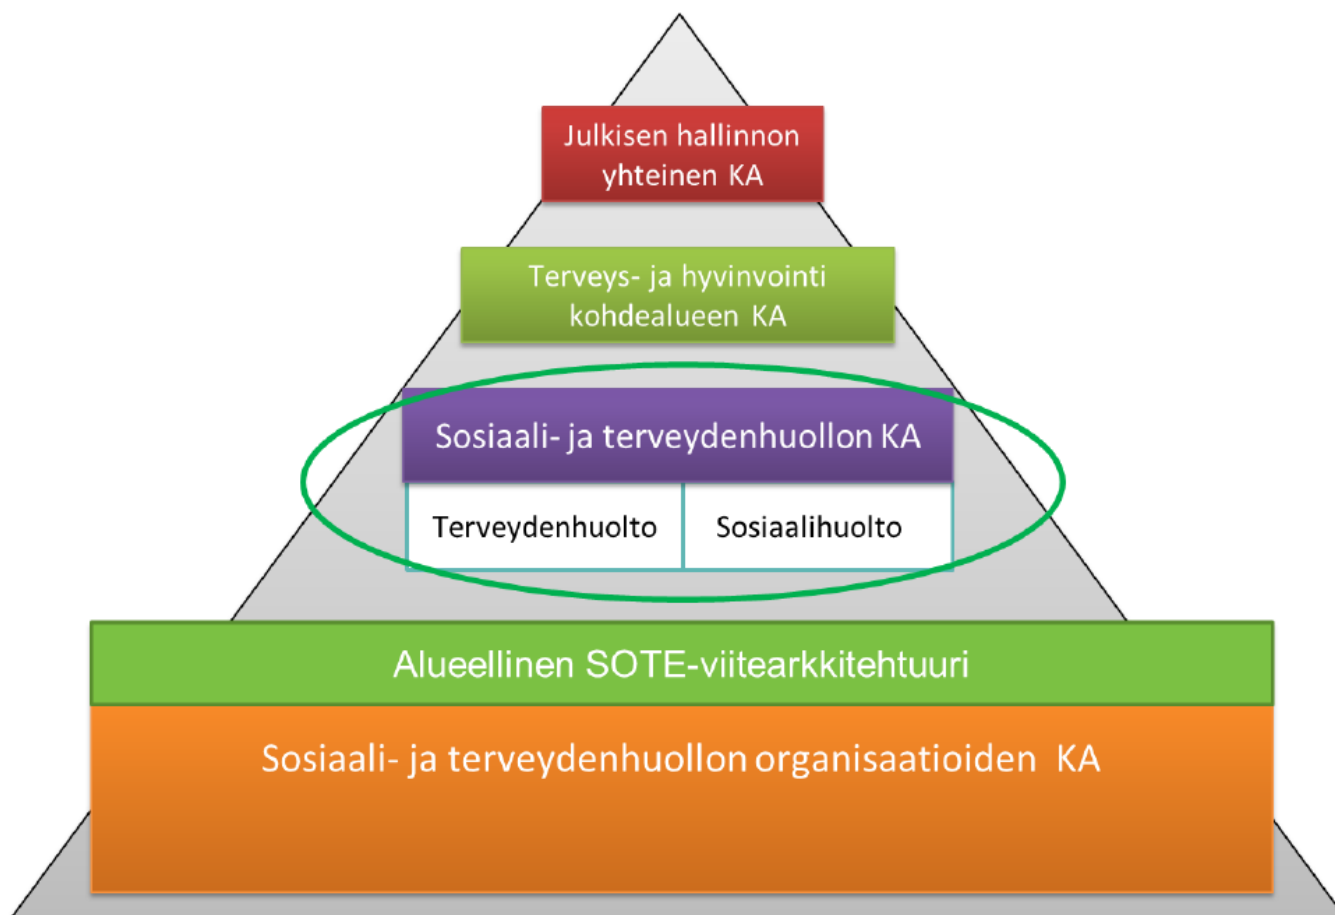 Julkisen hallinnon
yhteinen KA
Terveys- ja hyvinvointi
kohdealueen KA
Sosiaali- ja terveydenhuollon KA
Terveydenhuolto
Sosiaalihuolto
Alueellinen SOTE-viitearkkitehtuuri
Sosiaali- ja terveydenhuollon organisaatioiden KA